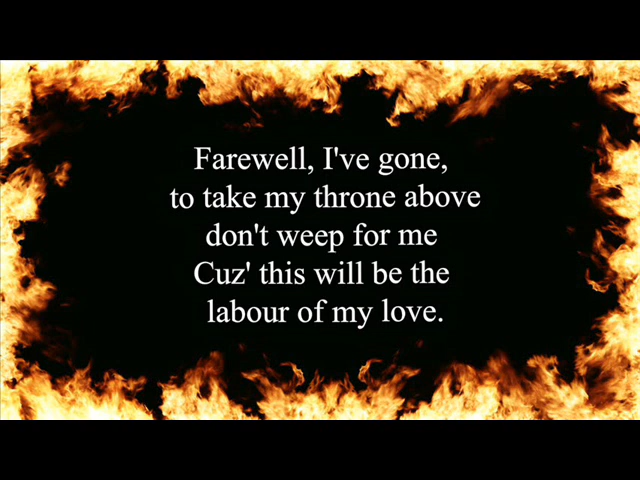 Farewell, I've gone,
to take my throne above
don't weep for me
Cuz' this will be the
labour of my love.